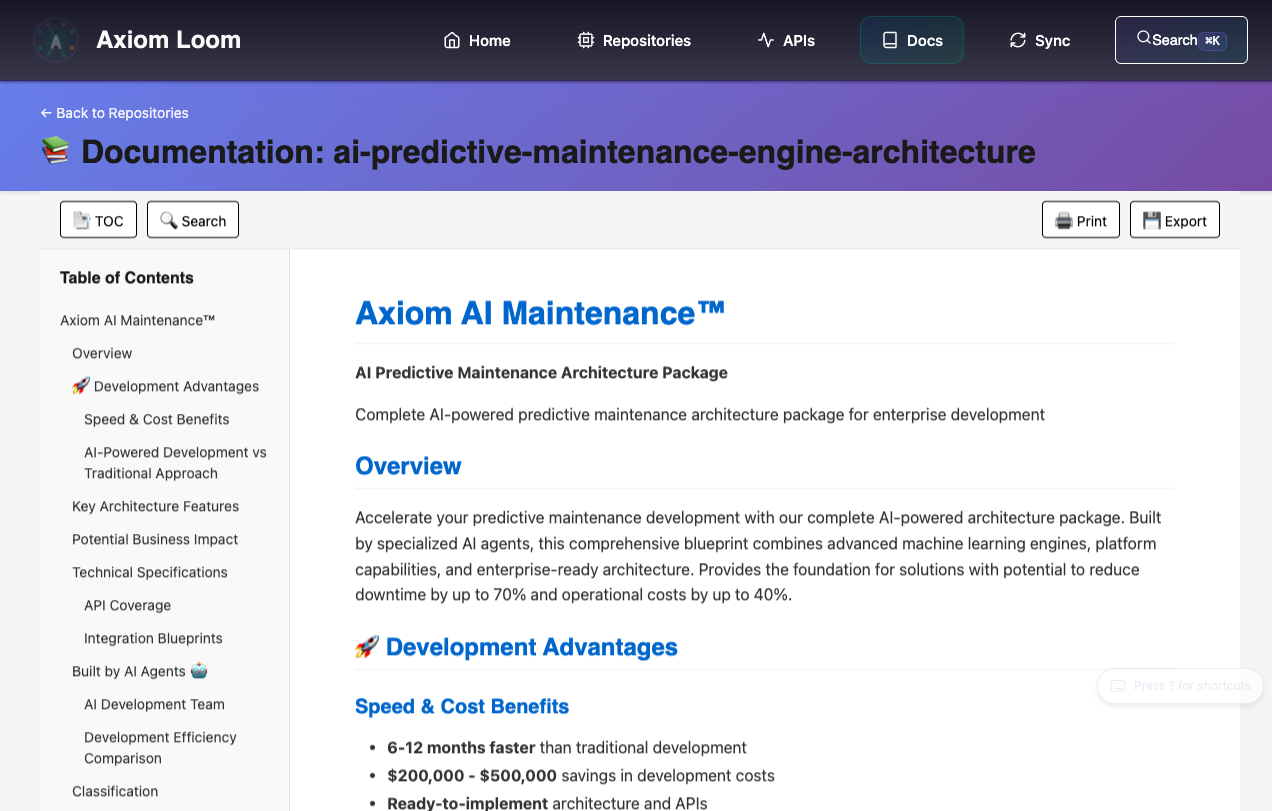 A
Axiom Loom
Home
Repositories
APIs
Docs
Sync
Search ⌘K
← Back to Repositories
📚 Documentation: ai-predictive-maintenance-engine-architecture
📑 TOC
🔍 Search
🖨️ Print
💾 Export
Table of Contents
Axiom AI Maintenance™
Overview
🚀 Development Advantages
Speed & Cost Benefits
AI-Powered Development vs
Traditional Approach
Key Architecture Features
Potential Business Impact
Technical Specifications
API Coverage
Integration Blueprints
Built by AI Agents 🤖
AI Development Team
Development Efficiency
Comparison
Classification
Axiom AI Maintenance™
AI Predictive Maintenance Architecture Package
Complete AI-powered predictive maintenance architecture package for enterprise development
Overview
Accelerate your predictive maintenance development with our complete AI-powered architecture package. Built
by specialized AI agents, this comprehensive blueprint combines advanced machine learning engines, platform
capabilities, and enterprise-ready architecture. Provides the foundation for solutions with potential to reduce
downtime by up to 70% and operational costs by up to 40%.
🚀 Development Advantages
Speed & Cost Benefits
• 6-12 months faster than traditional development
• $200,000 - $500,000 savings in development costs
• Ready-to-implement architecture and APIs
Press ? for shortcuts